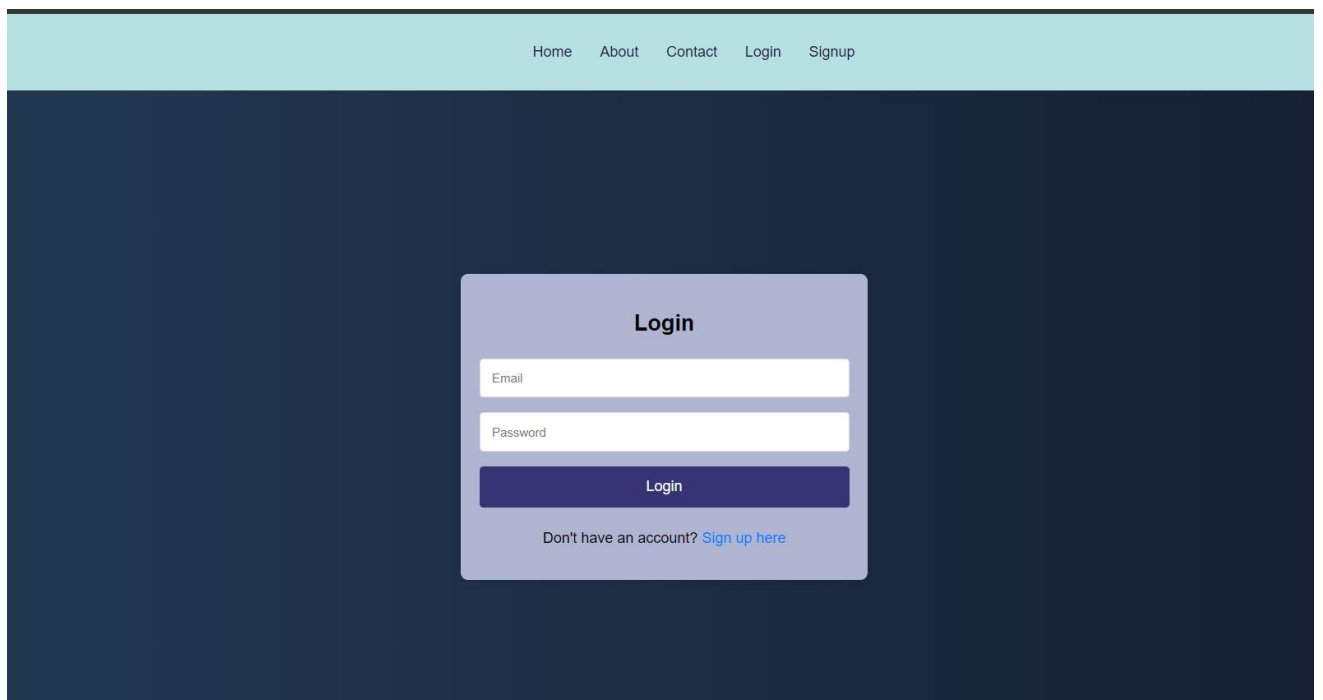 Home About Contact Login Signup
Login
Email
Password
Login
Don't have an account? Sign up here